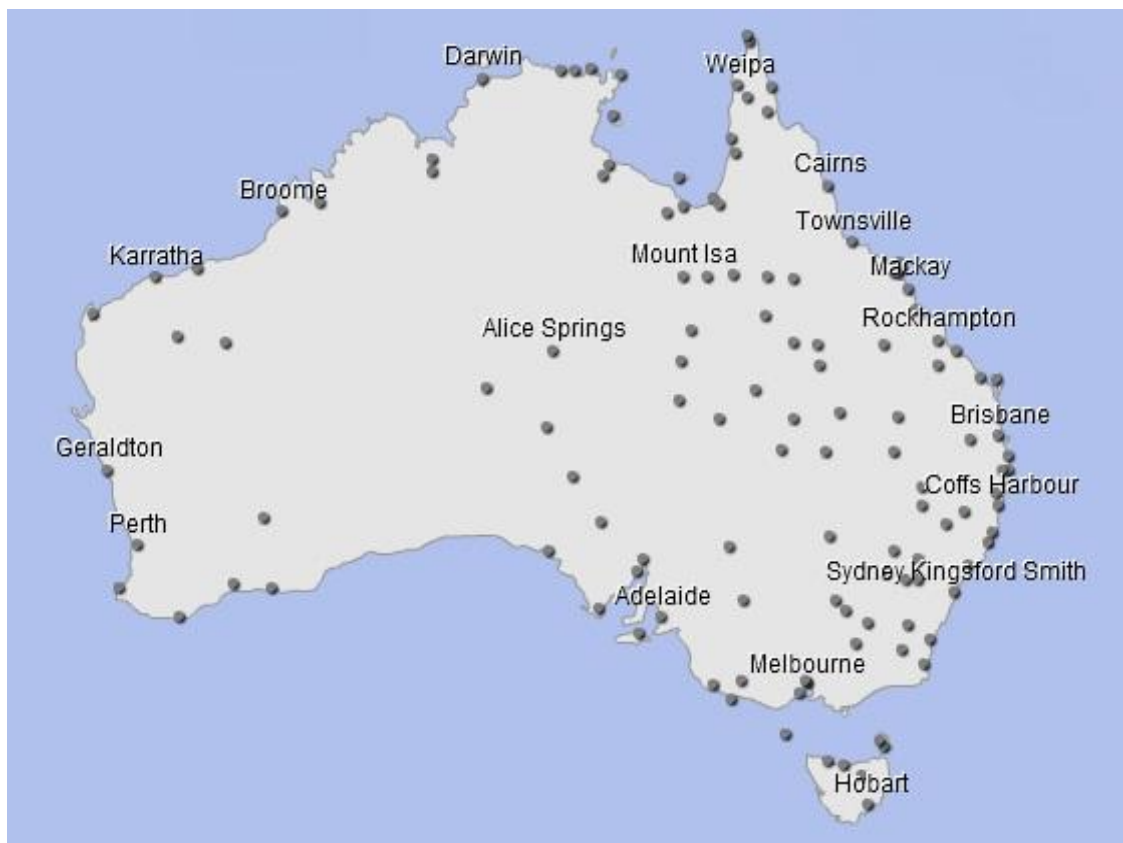 Darwin
Weipa
Cairns
Broome
Townsville
Karratha
Mount Isa
Mackay
Alice Springs
Rockhampton
Brisbane
Geraldton
Coffs Harbour
Perth
Sydney Kingsford Smith
Adelaide
Melbourne
Hobart